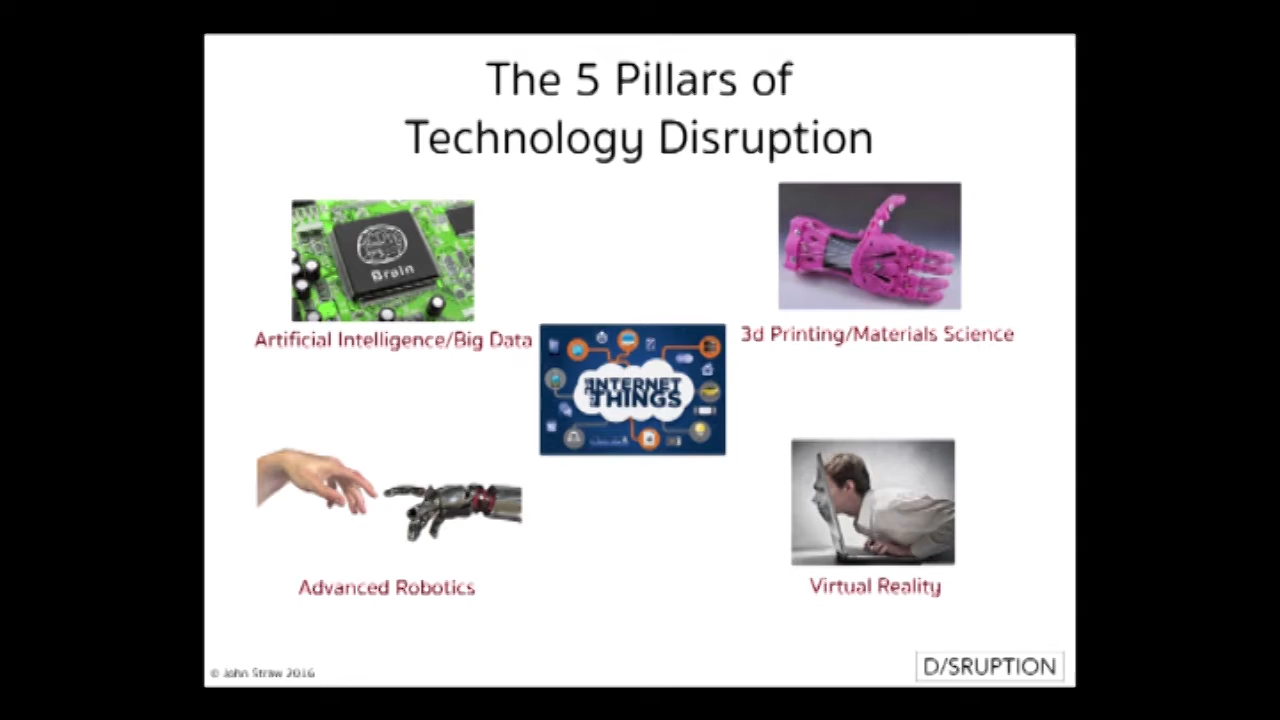 The 5 Pillars of
Technology Disruption
Brain
Artificial Intelligence/Big Data
3d Printing/Materials Science
INTERNET
THINGS
Advanced Robotics
Virtual Reality
© John Straw 2016
D/SRUPTION